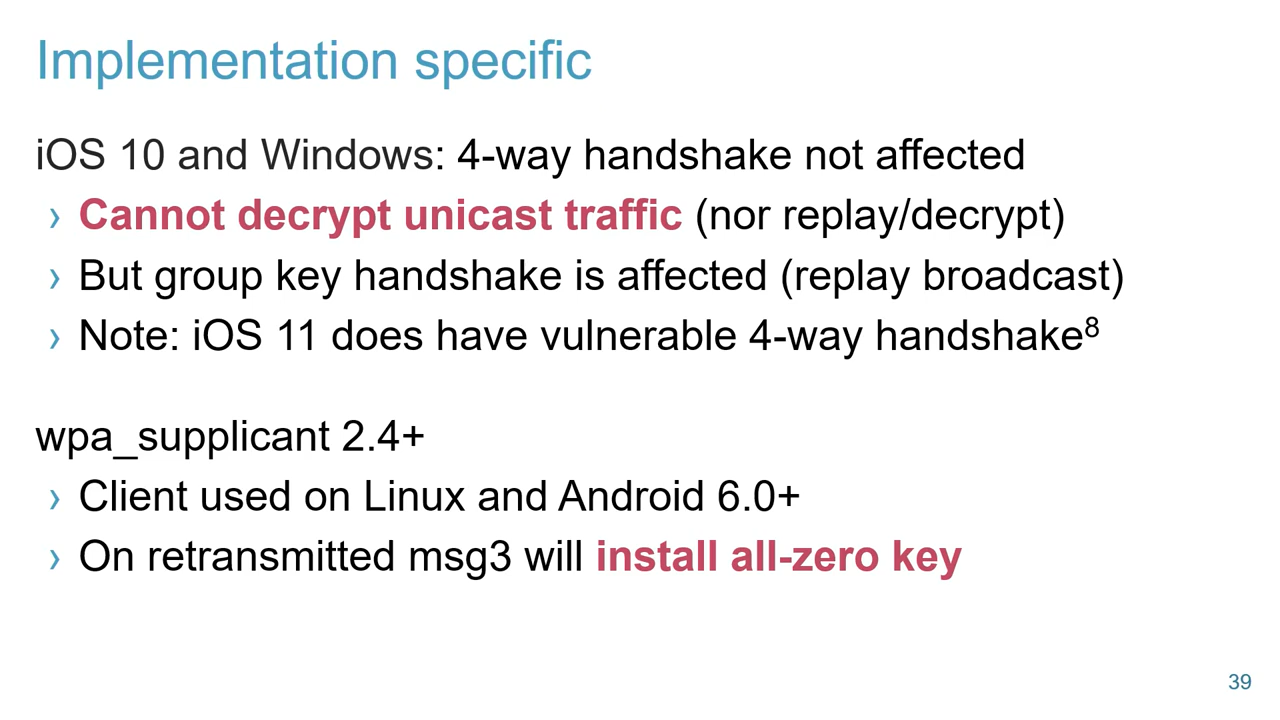 Implementation specific
iOS 10 and Windows: 4-way handshake not affected
› Cannot decrypt unicast traffic (nor replay/decrypt)
› But group key handshake is affected (replay broadcast)
› Note: iOS 11 does have vulnerable 4-way handshake⁸
wpa_supplicant 2.4+
› Client used on Linux and Android 6.0+
› On retransmitted msg3 will install all-zero key
39